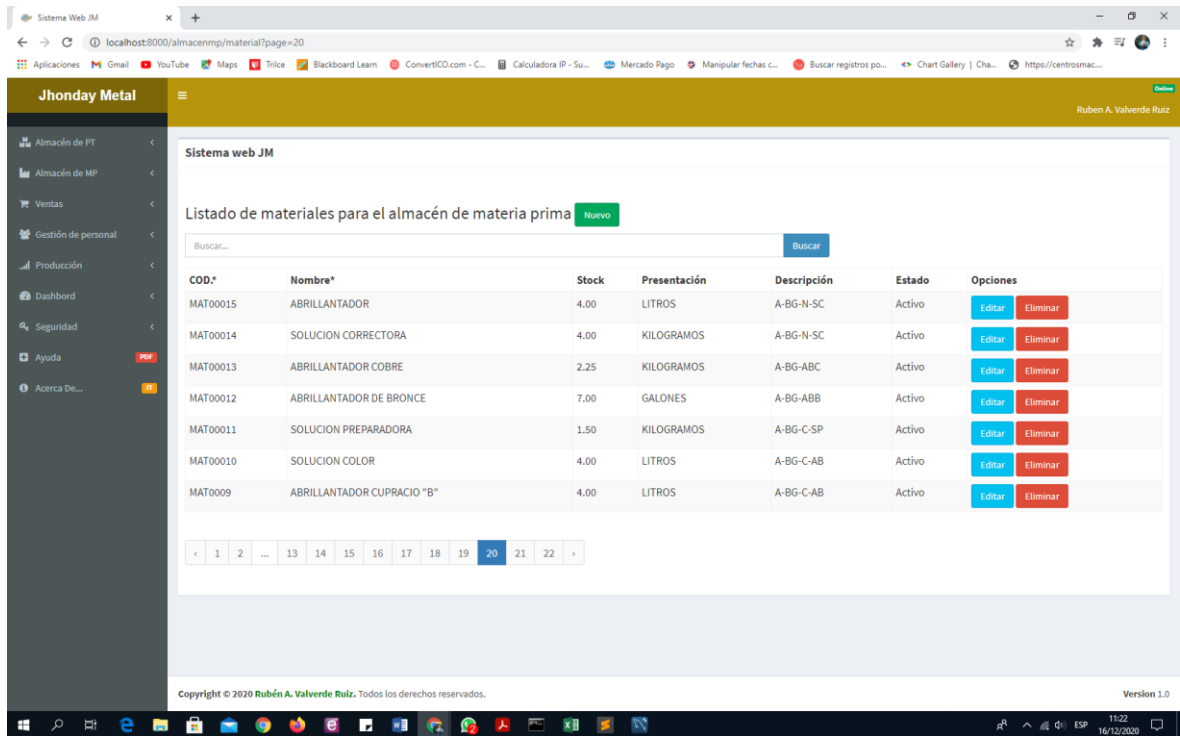 Sistema Web JM
localhost:8000/almacenmp/material?page=20
Aplicaciones Gmail YouTube Maps Trilce Blackboard Learn ConvertICO.com - C... Calculadora IP - Su... Mercado Pago Manipular fechas c... Buscar registros po... Chart Gallery | Cha... https://centrosmac....
Jhonday Metal
Online
Ruben A. Valverde Ruiz
Almacén de PT
Almacén de MP
Ventas
Gestión de personal
Producción
Dashbord
Seguridad
Ayuda PDF
Acerca De... IT
Sistema web JM
Listado de materiales para el almacén de materia prima Nuevo
Buscar... Buscar
COD.* Nombre* Stock Presentación Descripción Estado Opciones
MAT00015 ABRILLANTADOR 4.00 LITROS A-BG-N-SC Activo Editar Eliminar
MAT00014 SOLUCION CORRECTORA 4.00 KILOGRAMOS A-BG-N-SC Activo Editar Eliminar
MAT00013 ABRILLANTADOR COBRE 2.25 KILOGRAMOS A-BG-ABC Activo Editar Eliminar
MAT00012 ABRILLANTADOR DE BRONCE 7.00 GALONES A-BG-ABB Activo Editar Eliminar
MAT00011 SOLUCION PREPARADORA 1.50 KILOGRAMOS A-BG-C-SP Activo Editar Eliminar
MAT00010 SOLUCION COLOR 4.00 LITROS A-BG-C-AB Activo Editar Eliminar
MAT0009 ABRILLANTADOR CUPRACIO "B" 4.00 LITROS A-BG-C-AB Activo Editar Eliminar
‹ 1 2 ... 13 14 15 16 17 18 19 20 21 22 ›
Copyright © 2020 Rubén A. Valverde Ruiz. Todos los derechos reservados.
Version 1.0
ESP
11:22
16/12/2020